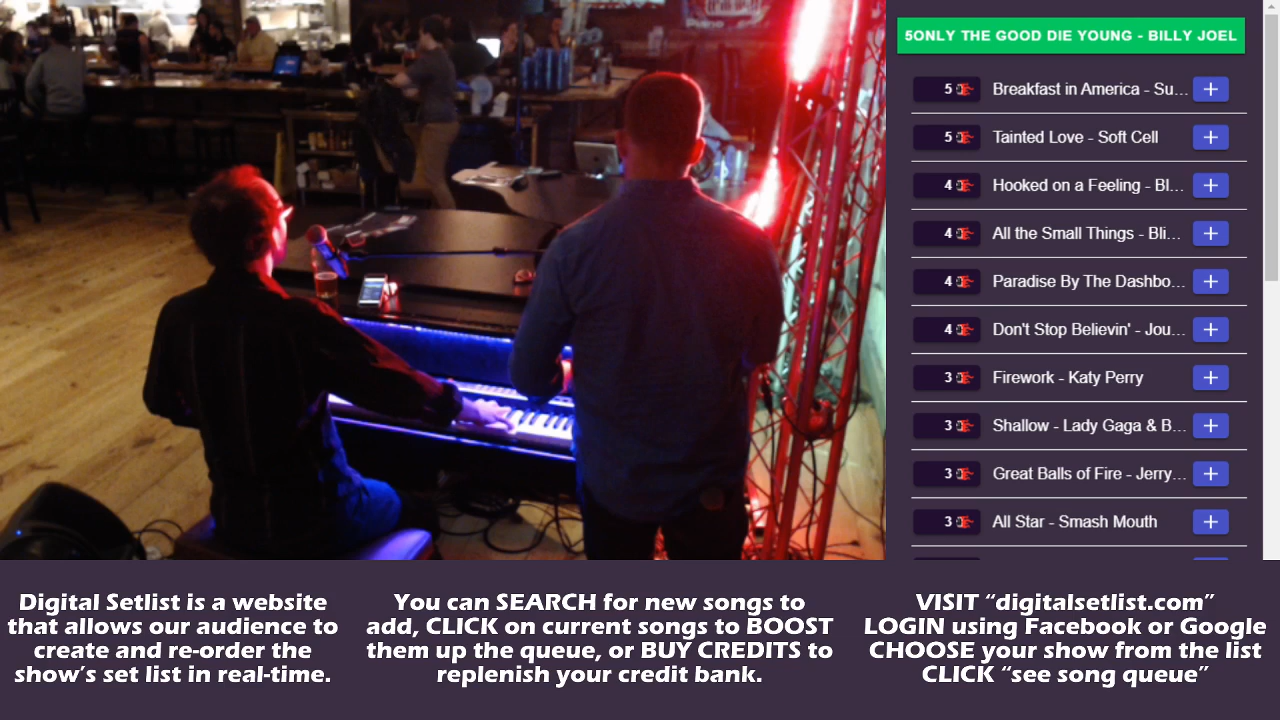 Piano
5ONLY THE GOOD DIE YOUNG - BILLY JOEL
5 Breakfast in America - Su...
5 Tainted Love - Soft Cell
4 Hooked on a Feeling - Bl...
4 All the Small Things - Bli...
4 Paradise By The Dashbo...
4 Don't Stop Believin' - Jou...
3 Firework - Katy Perry
3 Shallow - Lady Gaga & B...
3 Great Balls of Fire - Jerry...
3 All Star - Smash Mouth
Digital Setlist is a website
that allows our audience to
create and re-order the
show's set list in real-time.
You can SEARCH for new songs to
add, CLICK on current songs to BOOST
them up the queue, or BUY CREDITS to
replenish your credit bank.
VISIT “digitalsetlist.com”
LOGIN using Facebook or Google
CHOOSE your show from the list
CLICK “see song queue”